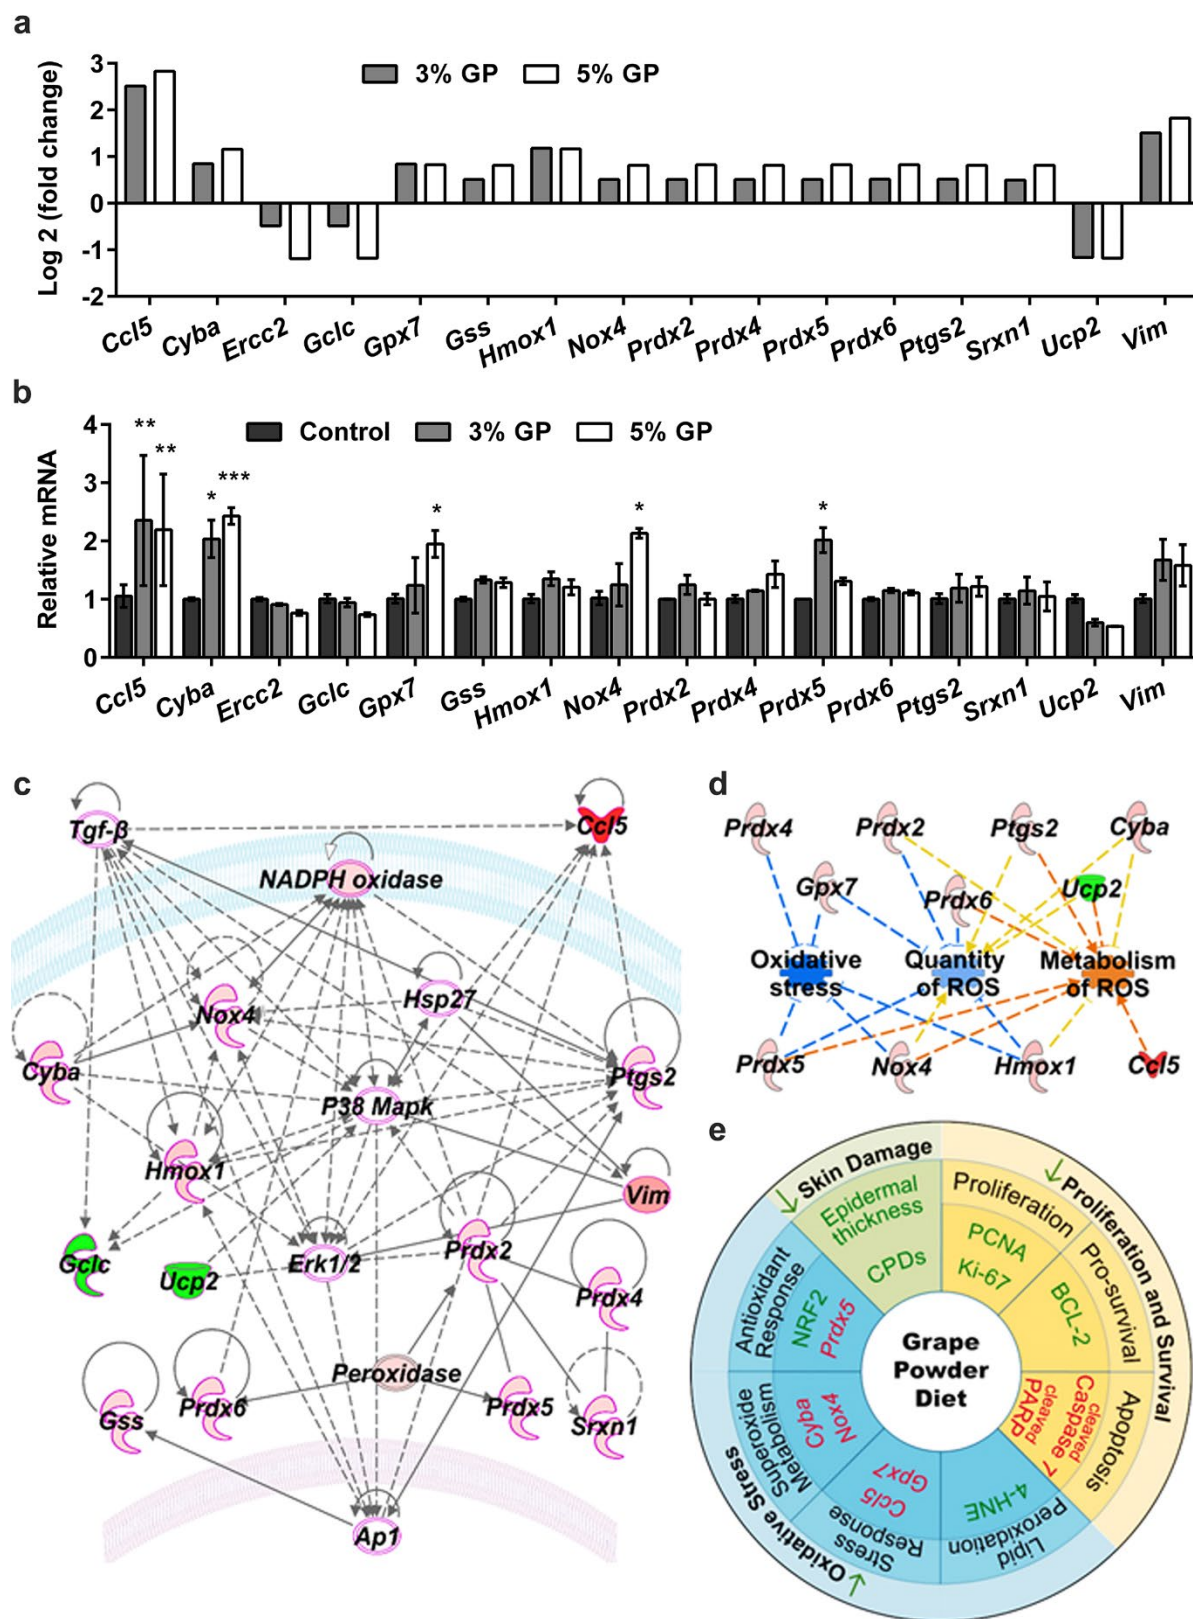 a
Log 2 (fold change)
3
2
1
0
-1
-2
3% GP
5% GP
Ccl5
Cyba
Ercc2
Gclc
Gpx7
Gss
Hmox1
Nox4
Prdx2
Prdx4
Prdx5
Prdx6
Ptgs2
Srxn1
Ucp2
Vim
b
Relative mRNA
4
3
2
1
0
Control
3% GP
5% GP
**
**
*
***
*
*
*
Ccl5
Cyba
Ercc2
Gclc
Gpx7
Gss
Hmox1
Nox4
Prdx2
Prdx4
Prdx5
Prdx6
Ptgs2
Srxn1
Ucp2
Vim
c
Tgf-β
Ccl5
NADPH oxidase
Hsp27
Nox4
Cyba
Ptgs2
P38 Mapk
Hmox1
Vim
Gclc
Ucp2
Erk1/2
Prdx2
Prdx4
Peroxidase
Gss
Prdx6
Prdx5
Srxn1
Ap1
d
Prdx4
Prdx2
Ptgs2
Cyba
Gpx7
Prdx6
Ucp2
Oxidative
stress
Quantity
of ROS
Metabolism
of ROS
Prdx5
Nox4
Hmox1
Ccl5
e
↓ Skin Damage
Epidermal
thickness
CPDs
↓ Proliferation and Survival
Proliferation
PCNA
Ki-67
Pro-survival
BCL-2
Apoptosis
cleaved
Caspase 7
cleaved
PARP
↓ Oxidative Stress
Lipid
Peroxidation
4-HNE
Stress
Response
Ccl5
Gpx7
Superoxide
Metabolism
Cyba
Nox4
Antioxidant
Response
NRF2
Prdx5
Grape
Powder
Diet